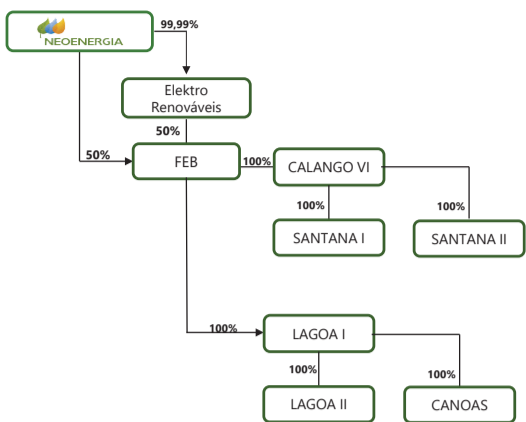 99,99%
NEOENERGIA
Elektro
Renováveis
50%
50%
FEB
100%
CALANGO VI
100%
100%
SANTANA I
SANTANA II
100%
LAGOA I
100%
100%
LAGOA II
CANOAS